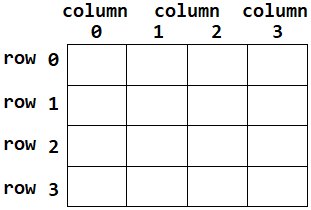 column column column
0 1 2 3
row 0
row 1
row 2
row 3